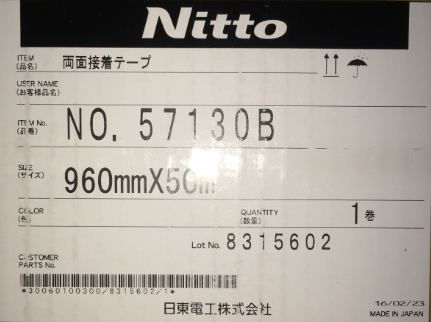 Nitto
ITEM
(品名) 両面接着テープ
USER NAME
(お客様品名)
ITEM No.
(品番) NO. 57130B
SIZE
(サイズ) 960mmX50m
COLOR
(色)
QUANTITY
(数量) 1巻
Lot No. 8315602
CUSTOMER
PARTS No.
*30060100300/8315602/1*
日東電工株式会社
16/02/23
MADE IN JAPAN